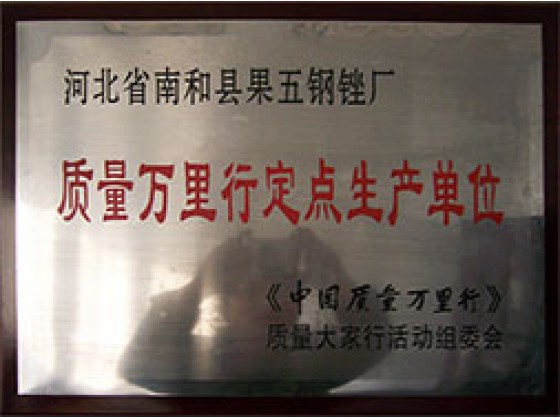 河北省南和县果五钢锉厂
质量万里行定点生产单位
《中国质量万里行》
质量大家行活动组委会